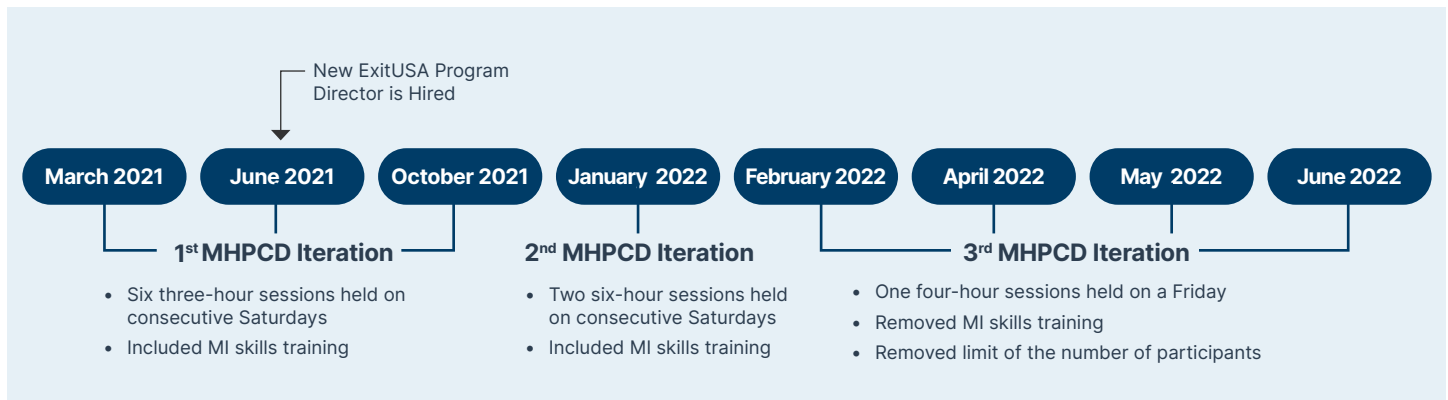 New ExitUSA Program
Director is Hired
March 2021
June 2021
October 2021
January 2022
February 2022
April 2022
May 2022
June 2022
1st MHPCD Iteration
• Six three-hour sessions held on
consecutive Saturdays
• Included MI skills training
2nd MHPCD Iteration
• Two six-hour sessions held
on consecutive Saturdays
• Included MI skills training
3rd MHPCD Iteration
• One four-hour sessions held on a Friday
• Removed MI skills training
• Removed limit of the number of participants